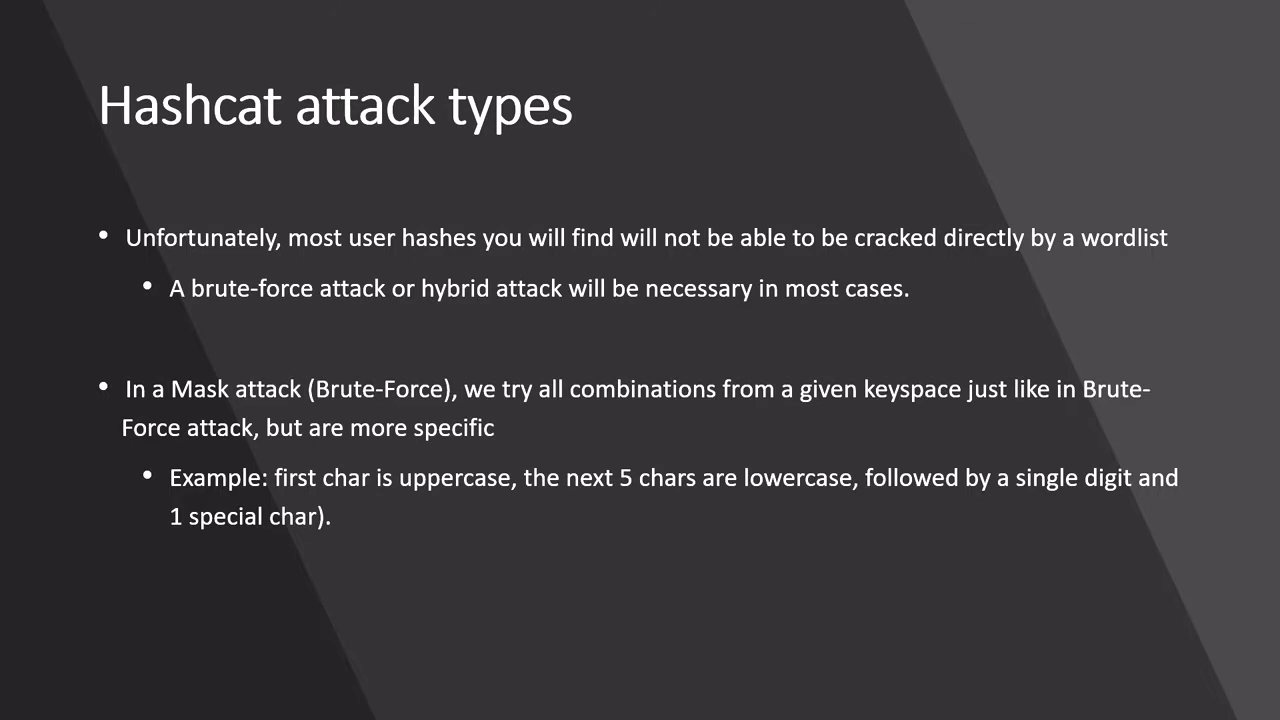 Hashcat attack types
• Unfortunately, most user hashes you will find will not be able to be cracked directly by a wordlist
• A brute-force attack or hybrid attack will be necessary in most cases.
• In a Mask attack (Brute-Force), we try all combinations from a given keyspace just like in Brute-
Force attack, but are more specific
• Example: first char is uppercase, the next 5 chars are lowercase, followed by a single digit and
1 special char).